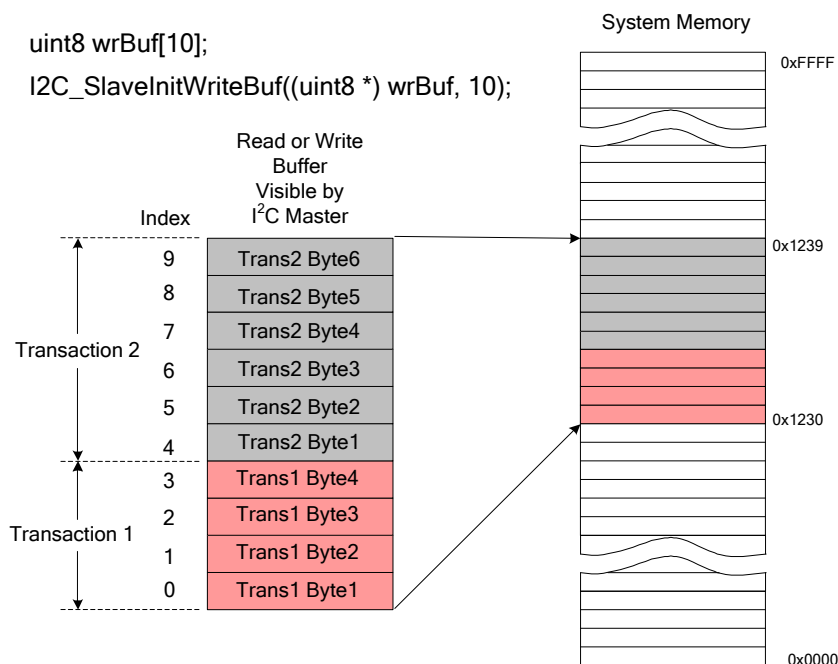 uint8 wrBuf[10];
I2C_SlaveInitWriteBuf((uint8 *) wrBuf, 10);
System Memory
0xFFFF
Read or Write
Buffer
Visible by
I²C Master
Index
9 Trans2 Byte6
8 Trans2 Byte5
7 Trans2 Byte4
Transaction 2
6 Trans2 Byte3
5 Trans2 Byte2
4 Trans2 Byte1
3 Trans1 Byte4
2 Trans1 Byte3
Transaction 1
1 Trans1 Byte2
0 Trans1 Byte1
0x1239
0x1230
0x0000